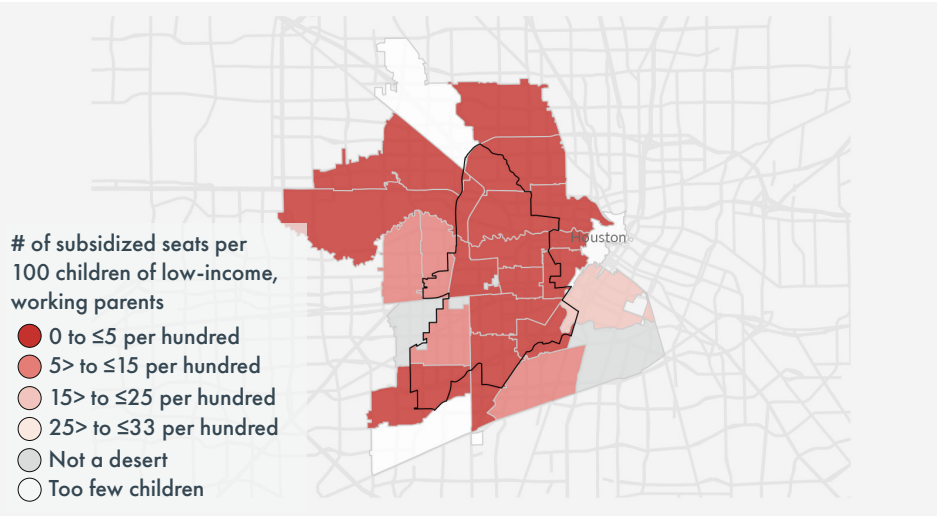 Houston
# of subsidized seats per
100 children of low-income,
working parents
0 to ≤5 per hundred
5> to ≤15 per hundred
15> to ≤25 per hundred
25> to ≤33 per hundred
Not a desert
Too few children